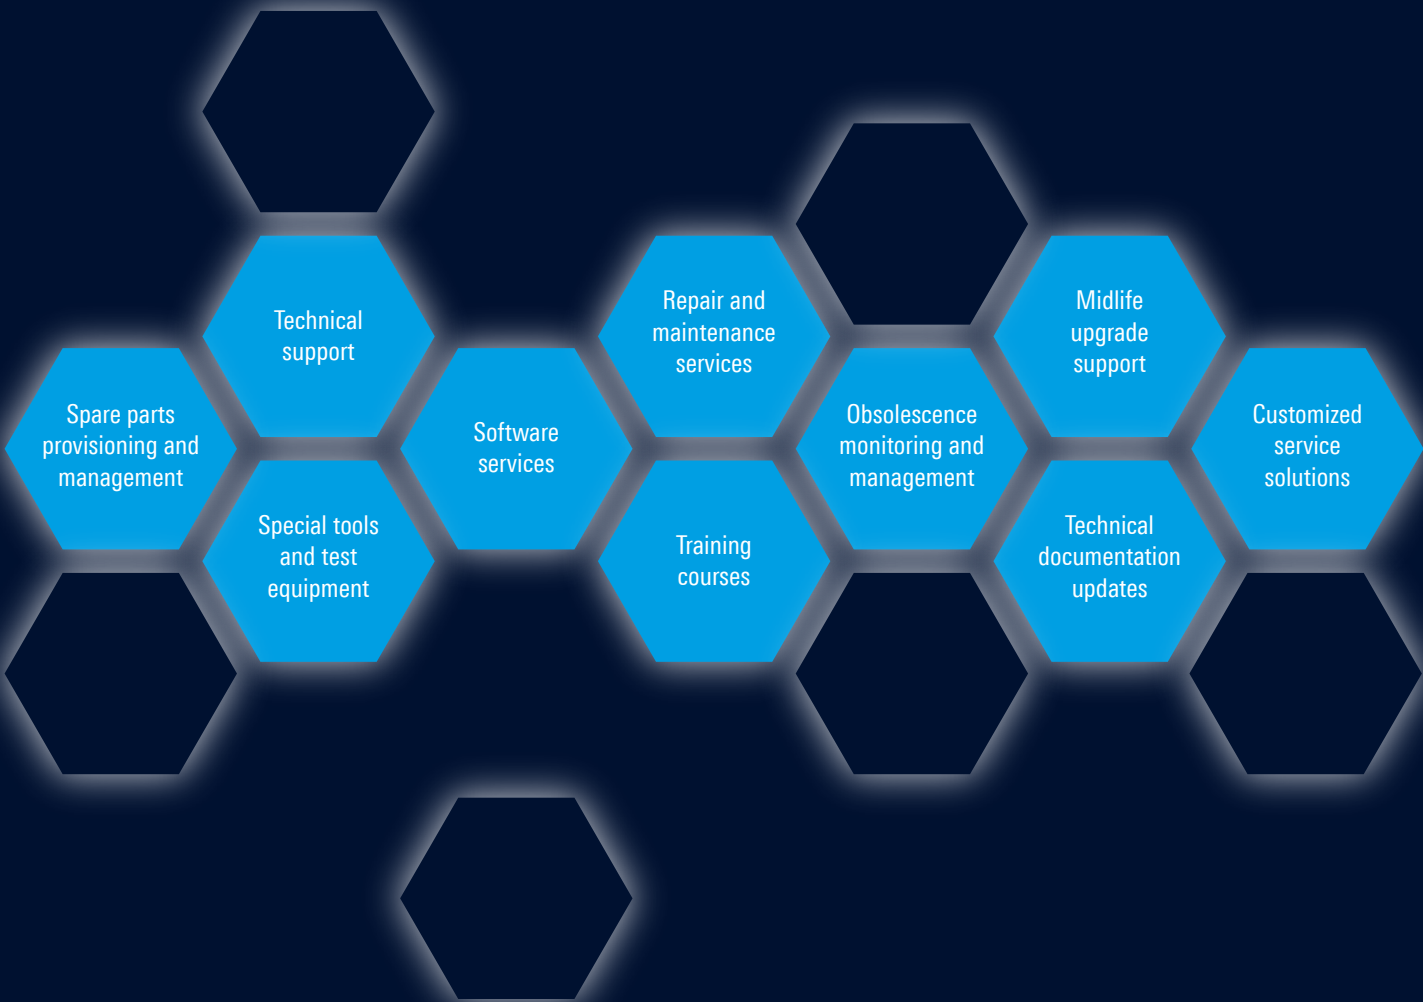 Spare parts
provisioning and
management
Technical
support
Special tools
and test
equipment
Software
services
Repair and
maintenance
services
Training
courses
Obsolescence
monitoring and
management
Midlife
upgrade
support
Technical
documentation
updates
Customized
service
solutions